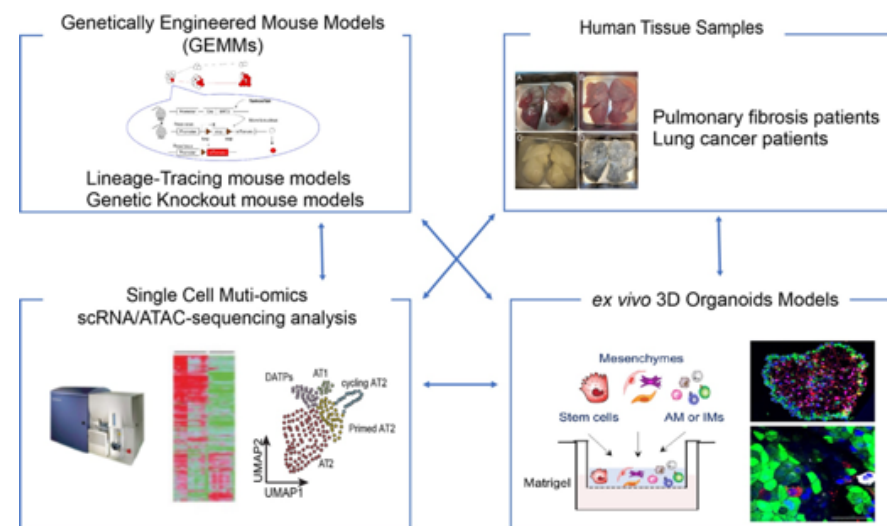 Genetically Engineered Mouse Models
(GEMMs)
Lineage-Tracing mouse models
Genetic Knockout mouse models
Human Tissue Samples
A
Pulmonary fibrosis patients
Lung cancer patients
Single Cell Muti-omics
scRNA/ATAC-sequencing analysis
DATPs
AT1
cycling AT2
Primed AT2
AT2
UMAP2
UMAP1
ex vivo 3D Organoids Models
Mesenchymes
Stem cells
AM or IMs
Matrigel